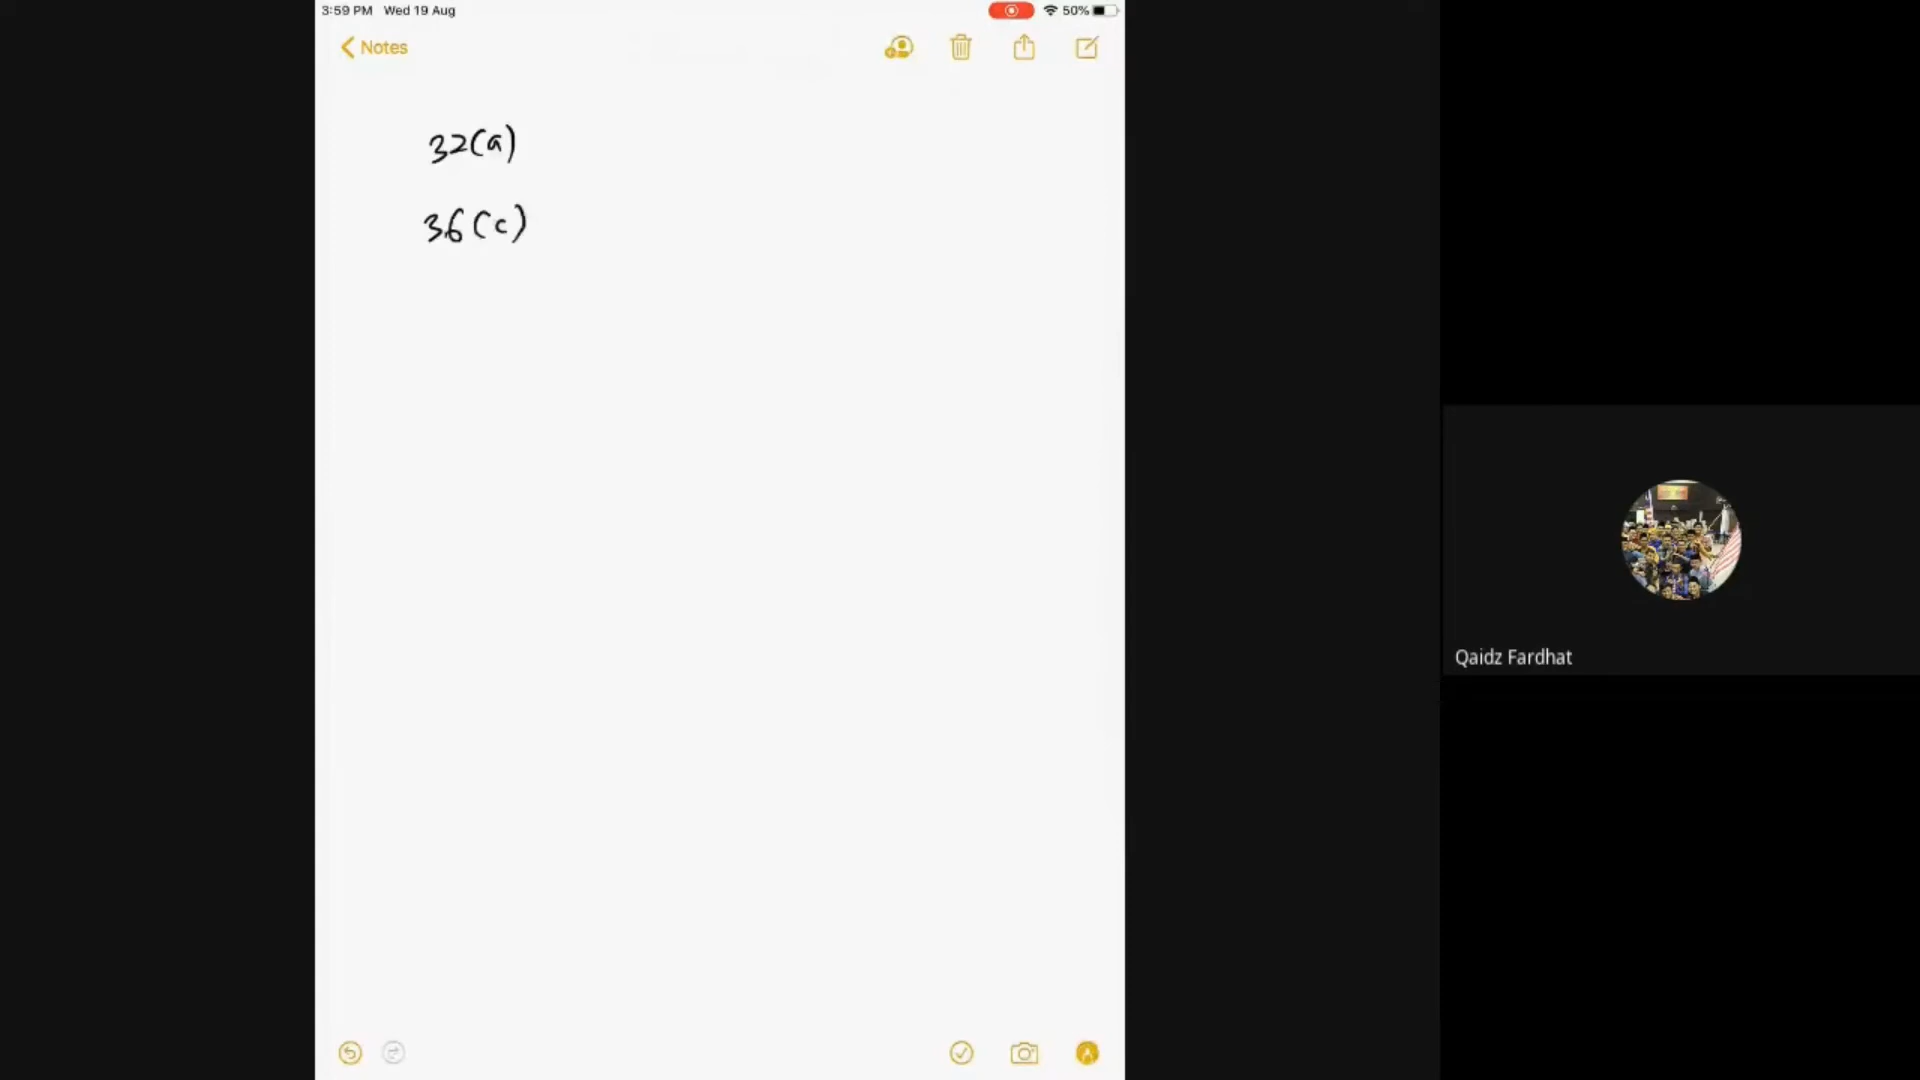 3:59 PM Wed 19 Aug
50%
Notes
32(a)
36(c)
Qaidz Fardhat